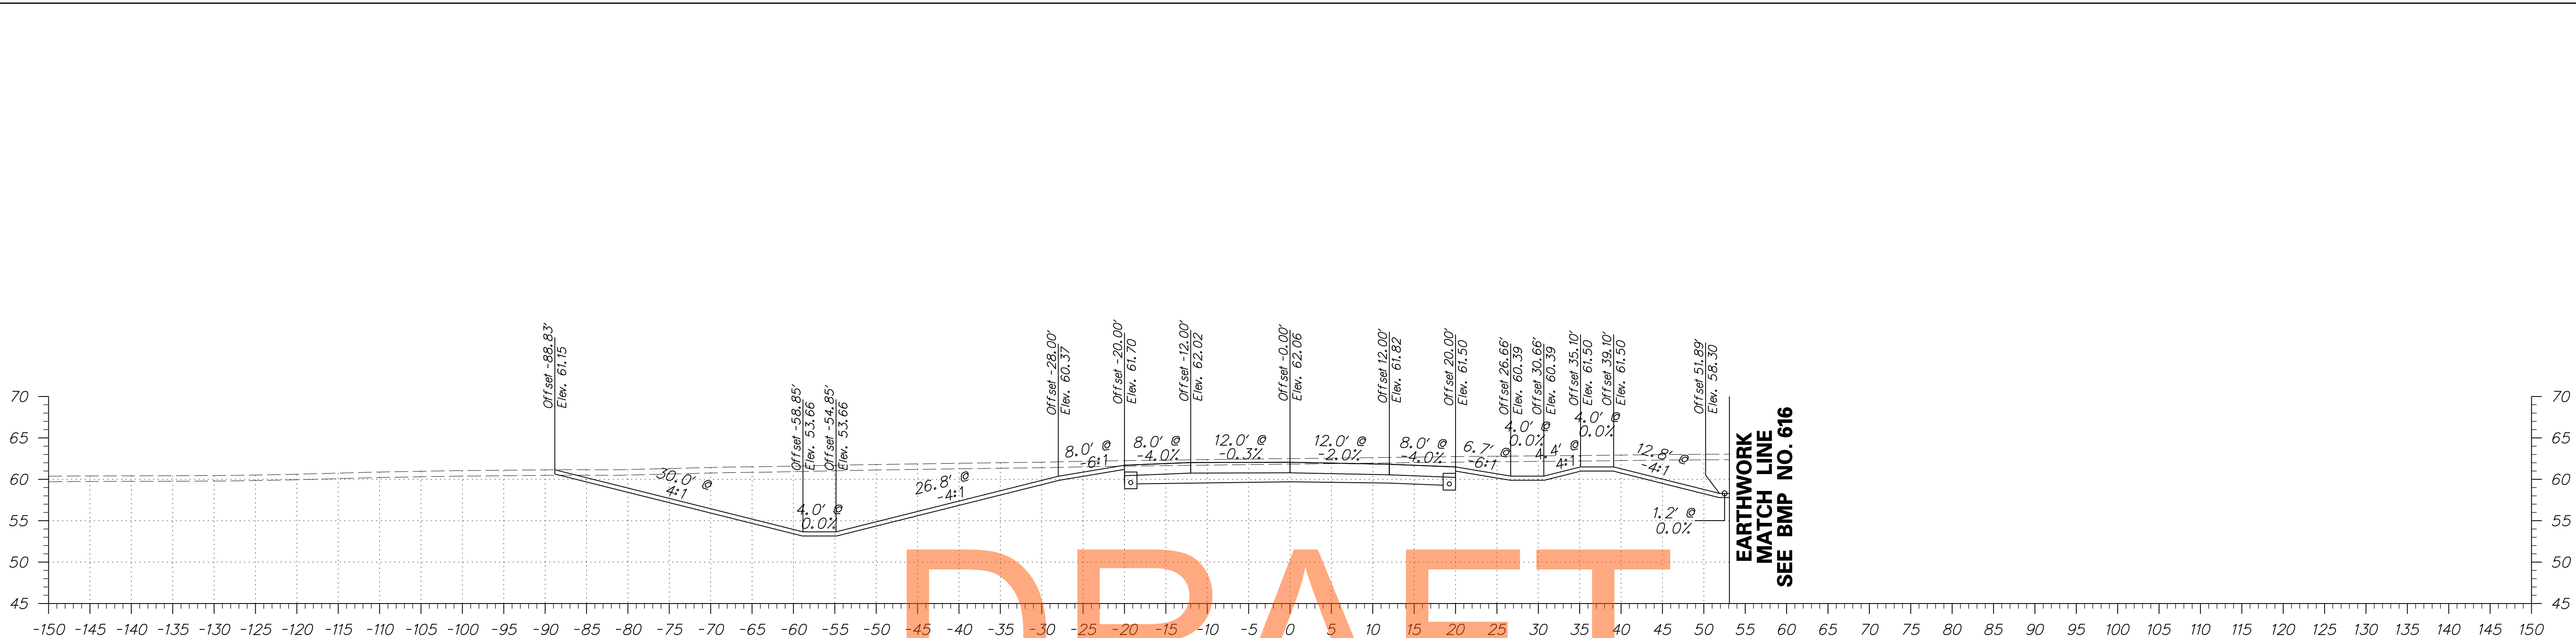 Offset -88.83'
Elev. 61.15
Offset -58.85'
Elev. 53.66
Offset -54.85'
Elev. 53.66
Offset -28.00'
Elev. 60.37
Offset -20.00'
Elev. 61.70
Offset -12.00'
Elev. 62.02
Offset -0.00'
Elev. 62.06
Offset 12.00'
Elev. 61.82
Offset 20.00'
Elev. 61.50
Offset 26.66'
Elev. 60.39
Offset 30.66'
Elev. 60.39
Offset 35.10'
Elev. 61.50
Offset 39.10'
Elev. 61.50
Offset 51.89'
Elev. 58.30
30.0' @
4:1
4.0' @
0.0%
26.8' @
-4:1
8.0' @
-6:1
8.0' @
-4.0%
12.0' @
-0.3%
12.0' @
-2.0%
8.0' @
-4.0%
6.7' @
-6:1
4.0' @
0.0%
4.4' @
4:1
4.0' @
0.0%
12.8' @
-4:1
1.2' @
0.0%
EARTHWORK
MATCH LINE
SEE BMP NO. 616
70
65
60
55
50
45
70
65
60
55
50
45
DRAFT
-150 -145 -140 -135 -130 -125 -120 -115 -110 -105 -100 -95 -90 -85 -80 -75 -70 -65 -60 -55 -50 -45 -40 -35 -30 -25 -20 -15 -10 -5 0 5 10 15 20 25 30 35 40 45 50 55 60 65 70 75 80 85 90 95 100 105 110 115 120 125 130 135 140 145 150